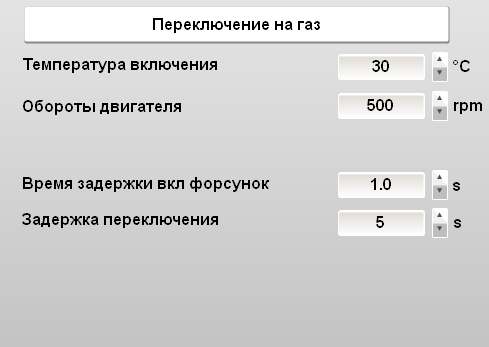 Переключение на газ
Температура включения 30 °C
Обороты двигателя 500 rpm
Время задержки вкл форсунок 1.0 s
Задержка переключения 5 s